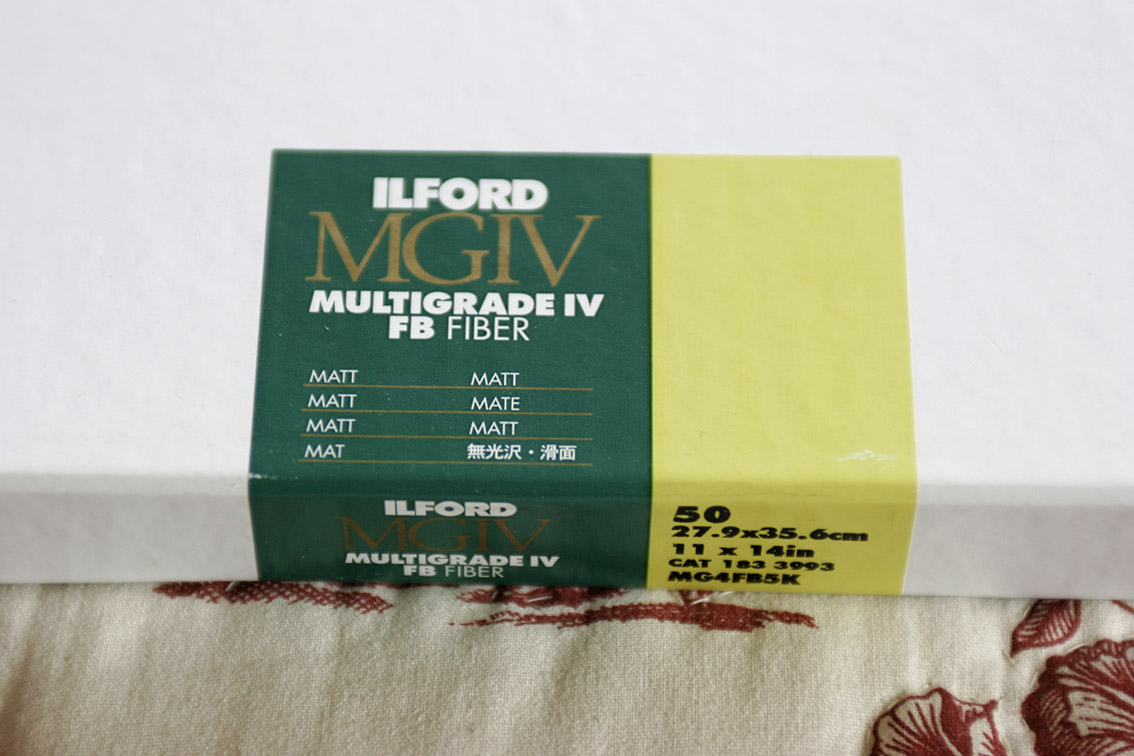 ILFORD
MGIV
MULTIGRADE IV
FB FIBER
MATT MATT
MATT MATE
MATT MATT
MAT 無光沢・滑面
ILFORD
MGIV
MULTIGRADE IV
FB FIBER
50
27.9x35.6cm
11 x 14in
CAT 183 3993
MG4FB5K